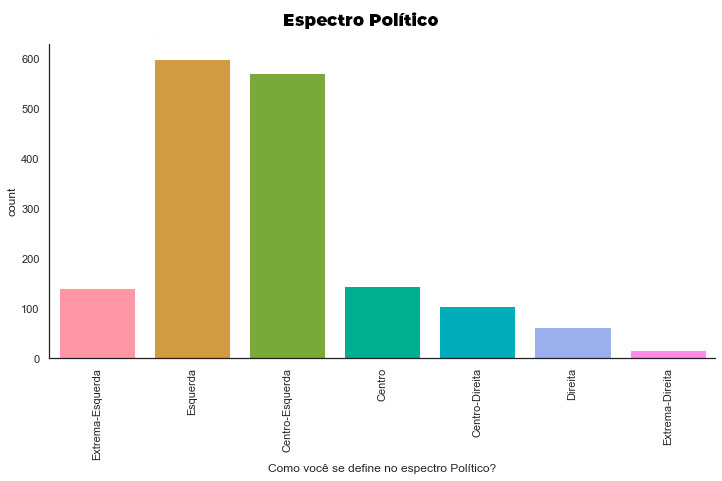 Espectro Político
600
500
400
300
200
100
0
count
Extrema-Esquerda
Esquerda
Centro-Esquerda
Centro
Centro-Direita
Direita
Extrema-Direita
Como você se define no espectro Político?